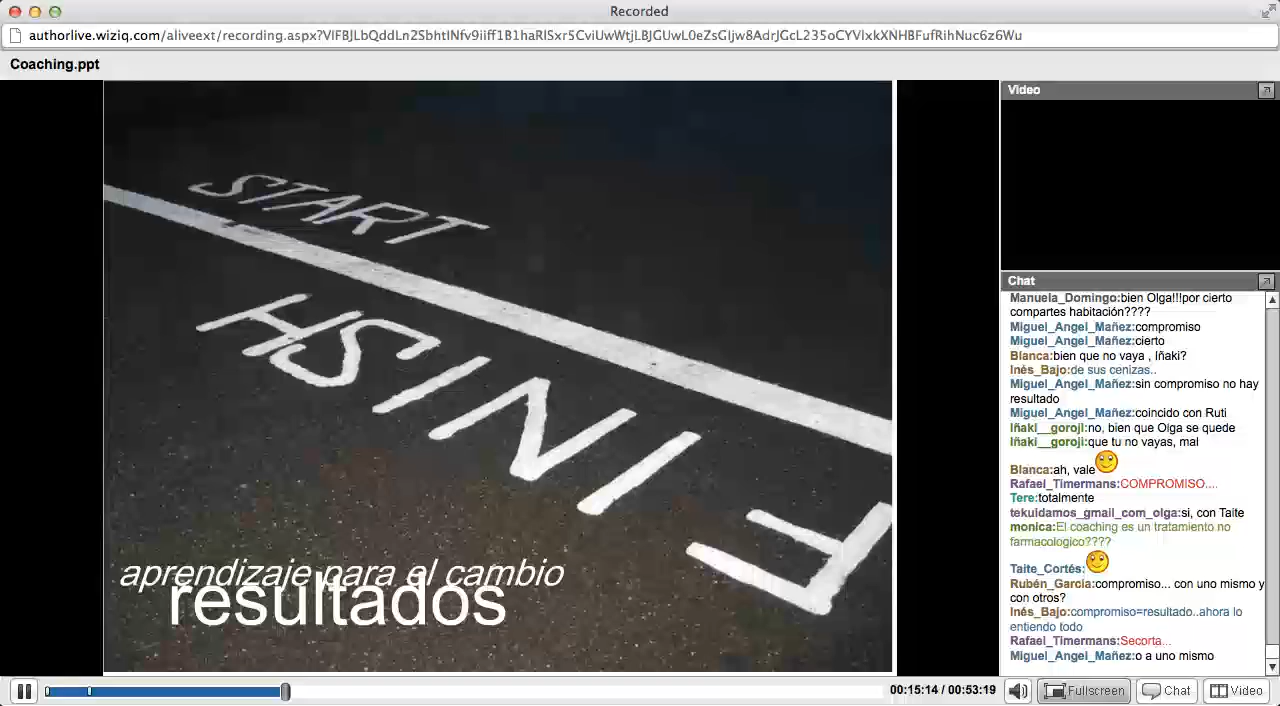 Recorded
authorlive.wiziq.com/aliveext/recording.aspx?VlFBJLbQddLn2SbhtINfv9iiff1B1haRlSxr5CviUwWtjLBJGUwL0eZsGIjw8AdrJGcL235oCYVlxkXNHBFufRihNuc6z6Wu
Coaching.ppt
START
FINISH
aprendizaje para el cambio
resultados
Video
Chat
Manuela_Domingo:bien Olga!!!por cierto
compartes habitación????
Miguel_Angel_Mañez:compromiso
Miguel_Angel_Mañez:cierto
Blanca:bien que no vaya , Iñaki?
Inés_Bajo:de sus cenizas..
Miguel_Angel_Mañez:sin compromiso no hay
resultado
Miguel_Angel_Mañez:coincido con Ruti
Iñaki__goroji:no, bien que Olga se quede
Iñaki__goroji:que tu no vayas, mal
Blanca:ah, vale
Rafael_Timermans:COMPROMISO....
Tere:totalmente
tekuidamos_gmail_com_olga:si, con Taite
monica:El coaching es un tratamiento no
farmacologico????
Taite_Cortés:
Rubén_García:compromiso... con uno mismo y
con otros?
Inés_Bajo:compromiso=resultado..ahora lo
entiendo todo
Rafael_Timermans:Secorta...
Miguel_Angel_Mañez:o a uno mismo
00:15:14 / 00:53:19
Fullscreen
Chat
Video